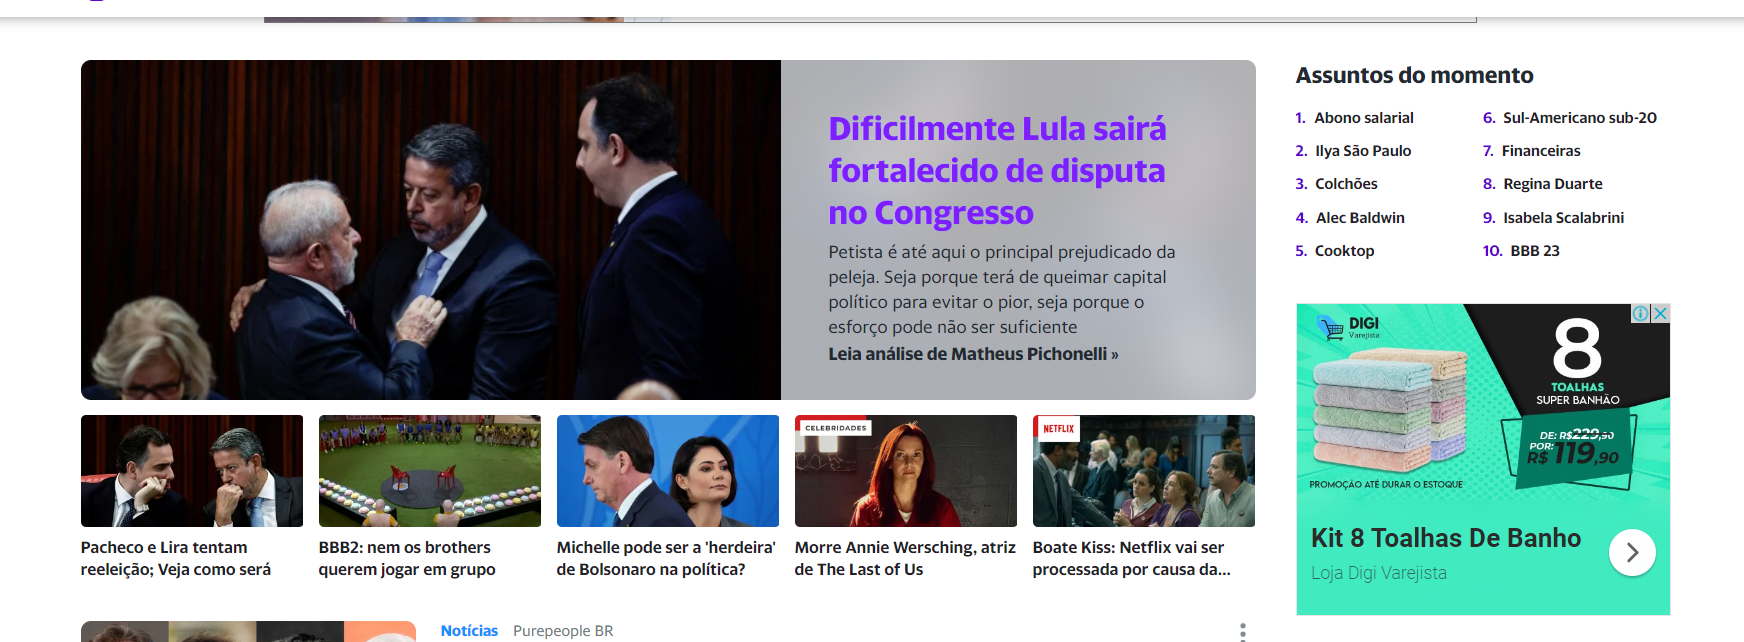 Dificilmente Lula sairá
fortalecido de disputa
no Congresso
Petista é até aqui o principal prejudicado da
peleja. Seja porque terá de queimar capital
político para evitar o pior, seja porque o
esforço pode não ser suficiente
Leia análise de Matheus Pichonelli »
Pacheco e Lira tentam
reeleição; Veja como será
BBB2: nem os brothers
querem jogar em grupo
Michelle pode ser a 'herdeira'
de Bolsonaro na política?
CELEBRIDADES
Morre Annie Wersching, atriz
de The Last of Us
NETFLIX
Boate Kiss: Netflix vai ser
processada por causa da...
Notícias Purepeople BR
Assuntos do momento
1. Abono salarial
2. Ilya São Paulo
3. Colchões
4. Alec Baldwin
5. Cooktop
6. Sul-Americano sub-20
7. Financeiras
8. Regina Duarte
9. Isabela Scalabrini
10. BBB 23
DIGI
Varejista
8
TOALHAS
SUPER BANHÃO
DE: R$229,90
POR:
R$ 119,90
PROMOÇÃO ATÉ DURAR O ESTOQUE
Kit 8 Toalhas De Banho
Loja Digi Varejista